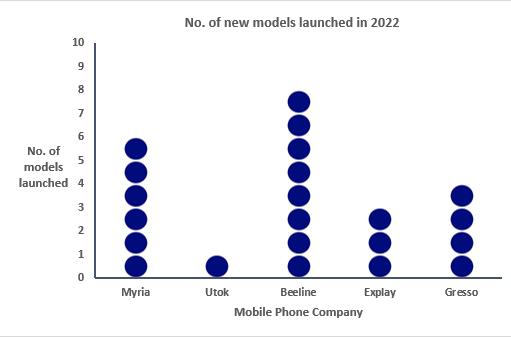 No. of new models launched in 2022
10
9
8
7
6
5
4
3
2
1
0
No. of
models
launched
Myria Utok Beeline Explay Gresso
Mobile Phone Company